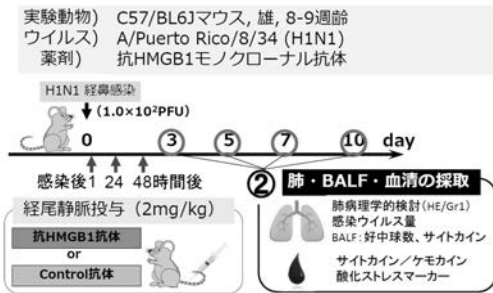 実験動物) C57/BL6Jマウス, 雄, 8-9週齢
ウイルス) A/Puerto Rico/8/34 (H1N1)
薬剤) 抗HMGB1モノクローナル抗体
H1N1 経鼻感染
(1.0×10²PFU)
0 3 5 7 10 day
感染後1 24 48時間後
経尾静脈投与（2mg/kg）
抗HMGB1抗体
or
Control抗体
② 肺・BALF・血清の採取
肺病理学的検討(HE/Gr1)
感染ウイルス量
BALF：好中球数、サイトカイン
サイトカイン／ケモカイン
酸化ストレスマーカー